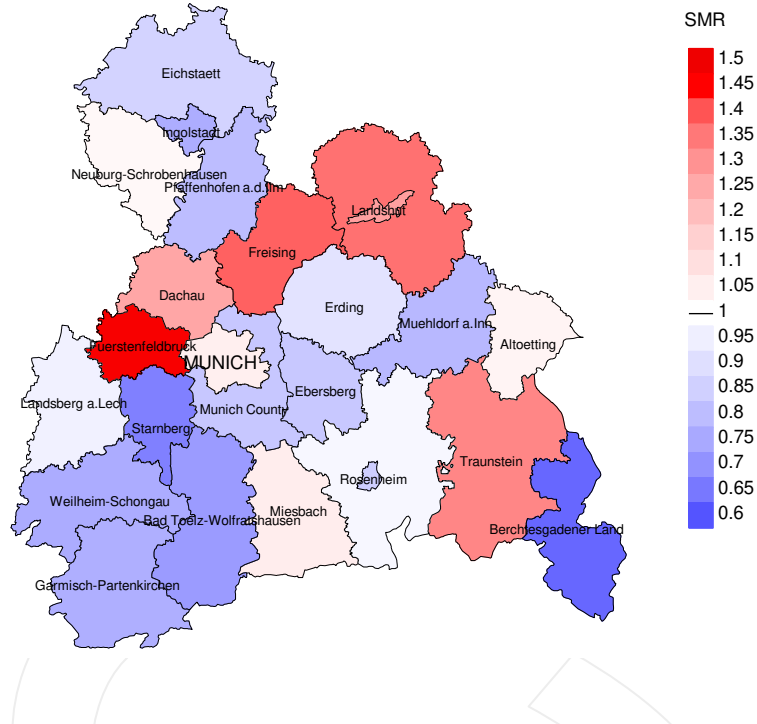 SMR
1.5
1.45
1.4
1.35
1.3
1.25
1.2
1.15
1.1
1.05
1
0.95
0.9
0.85
0.8
0.75
0.7
0.65
0.6
Eichstaett
Ingolstadt
Neuburg-Schrobenhausen
Pfaffenhofen a.d.Ilm
Landshut
Freising
Dachau
Erding
Muehldorf a.Inn
Altoetting
Fuerstenfeldbruck
MUNICH
Ebersberg
Landsberg a.Lech
Munich County
Starnberg
Traunstein
Rosenheim
Weilheim-Schongau
Miesbach
Bad Toelz-Wolfratshausen
Berchtesgadener Land
Garmisch-Partenkirchen